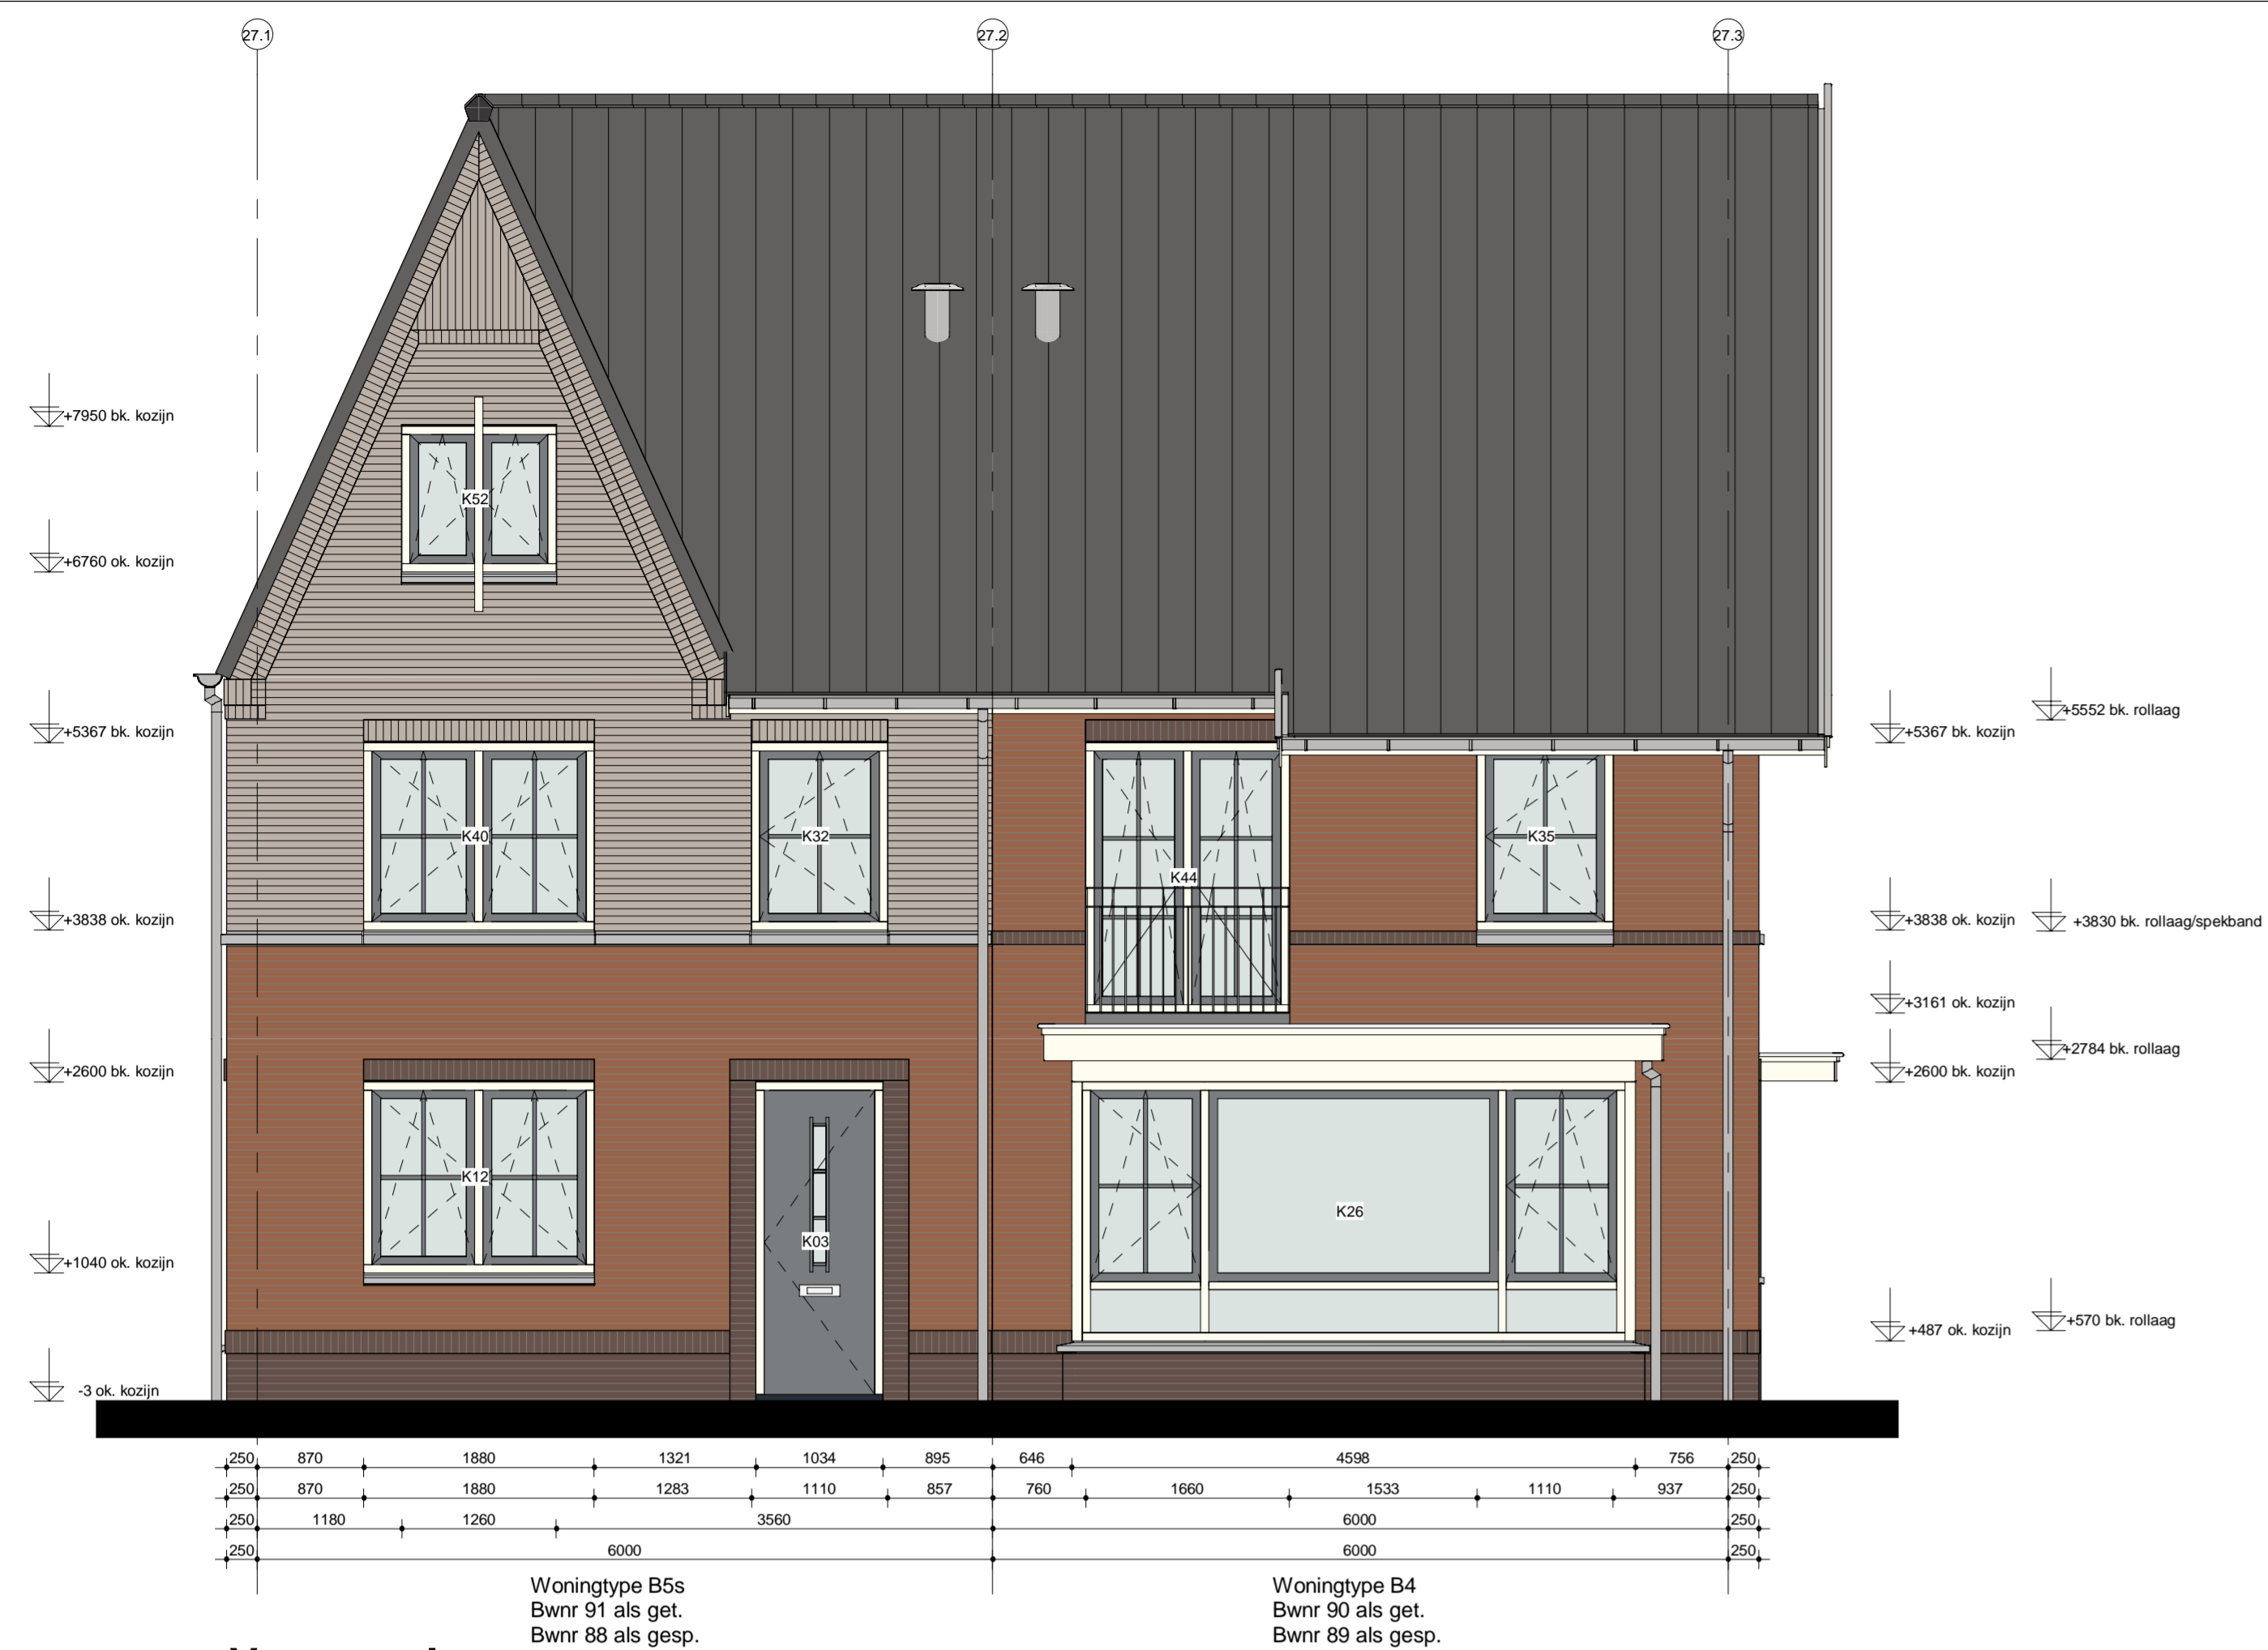 27.1
27.2
27.3
+7950 bk. kozijn
K52
+6760 ok. kozijn
+5552 bk. rollaag
+5367 bk. kozijn
+5367 bk. kozijn
K40
K32
K35
K44
+3838 ok. kozijn
+3838 ok. kozijn
+3830 bk. rollaag/spekband
+3161 ok. kozijn
+2784 bk. rollaag
+2600 bk. kozijn
+2600 bk. kozijn
K12
K26
K03
+1040 ok. kozijn
+487 ok. kozijn
+570 bk. rollaag
-3 ok. kozijn
250 870 1880 1321 1034 895 646 4598 756 250
250 870 1880 1283 1110 857 760 1660 1533 1110 937 250
250 1180 1260 3560 6000 250
250 6000 6000 250
Woningtype B5s
Bwnr 91 als get.
Bwnr 88 als gesp.
Woningtype B4
Bwnr 90 als get.
Bwnr 89 als gesp.